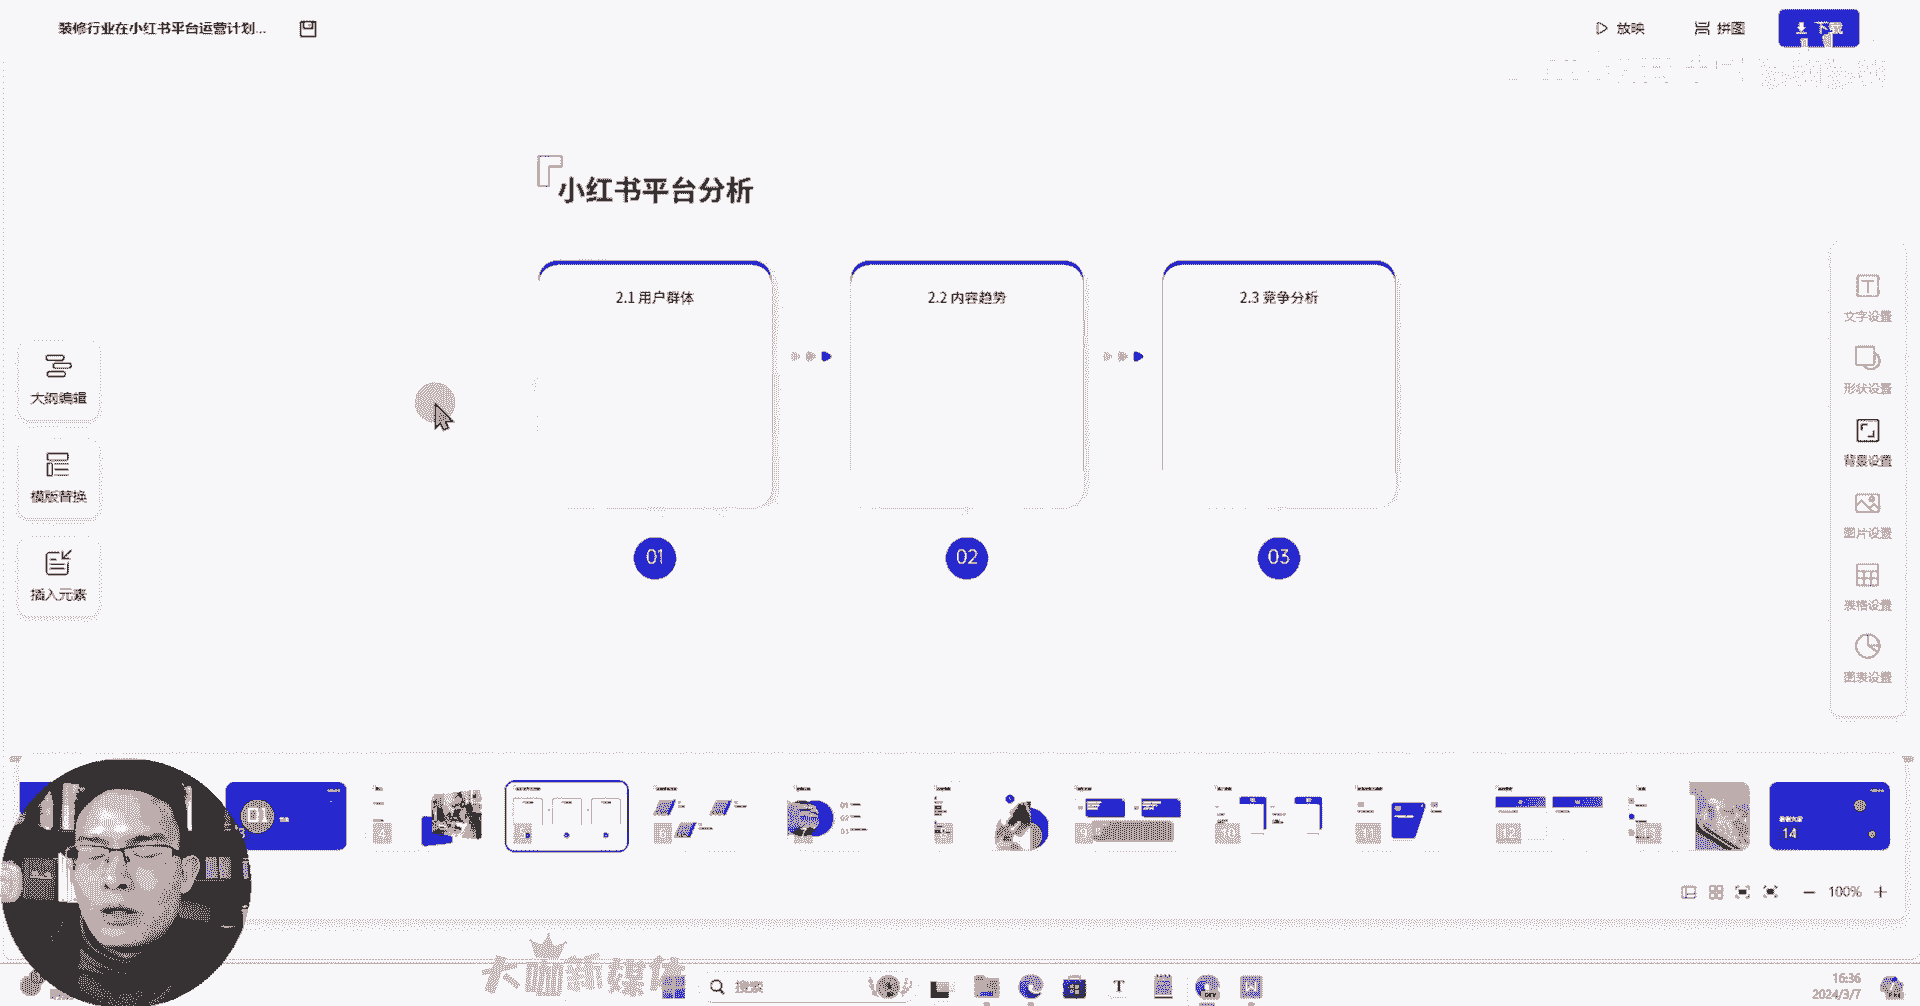 装修行业在小红书平台运营计划...
放映
拼图
下载
小红书平台分析
2.1 用户群体
2.2 内容趋势
2.3 竞争分析
01
02
03
大纲编辑
模版替换
插入元素
文字设置
形状设置
背景设置
图片设置
表格设置
图表设置
01
9
10
11
12
14
100%
大咖新媒体
搜索
16:36
2024/3/7